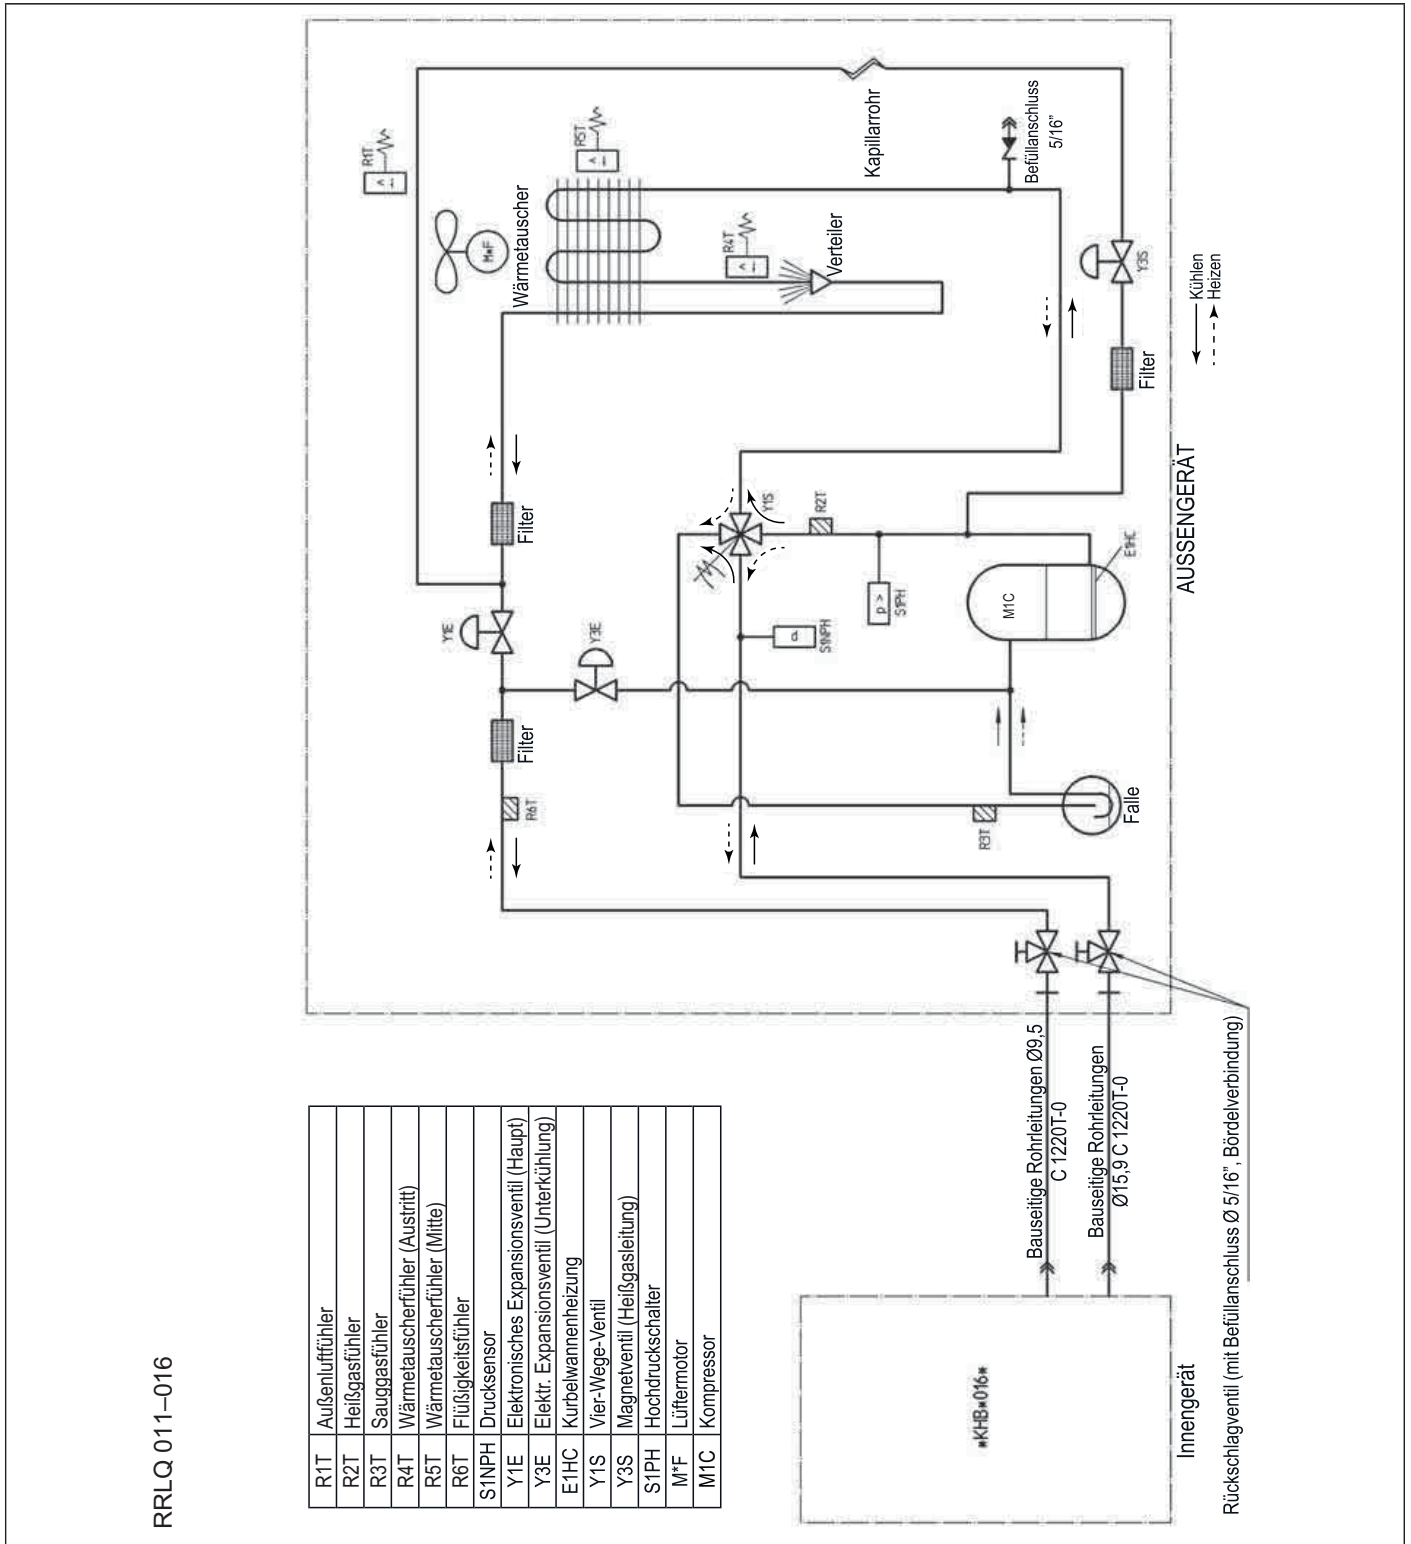 RRLQ 011–016
R1T Außenluftfühler
R2T Heißgasfühler
R3T Sauggasfühler
R4T Wärmetauscherfühler (Austritt)
R5T Wärmetauscherfühler (Mitte)
R6T Flüßigkeitsfühler
S1NPH Drucksensor
Y1E Elektronisches Expansionsventil (Haupt)
Y3E Elektr. Expansionsventil (Unterkühlung)
E1HC Kurbelwannenheizung
Y1S Vier-Wege-Ventil
Y3S Magnetventil (Heißgasleitung)
S1PH Hochdruckschalter
M*F Lüftermotor
M1C Kompressor
R1T
M*F
Wärmetauscher
R5T
R4T
Verteiler
Kapillarrohr
Befüllanschluss
5/16”
Y3S
Filter
Kühlen
Heizen
AUSSENGERÄT
Filter
Y1E
Y3E
Filter
R6T
Y1S
R2T
p >
S1PH
S1NPH
M1C
E1HC
R3T
Falle
Bauseitige Rohrleitungen Ø9,5
C 1220T-0
Bauseitige Rohrleitungen
Ø15,9 C 1220T-0
*KHB*016*
Innengerät
Rückschlagventil (mit Befüllanschluss Ø 5/16”, Bördelverbindung)